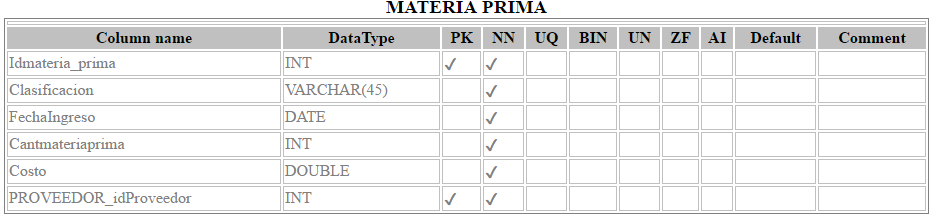 MATERIA PRIMA
Column name DataType PK NN UQ BIN UN ZF AI Default Comment
Idmateria_prima INT ✓ ✓
Clasificacion VARCHAR(45) ✓
FechaIngreso DATE ✓
Cantmateriaprima INT ✓
Costo DOUBLE ✓
PROVEEDOR_idProveedor INT ✓ ✓